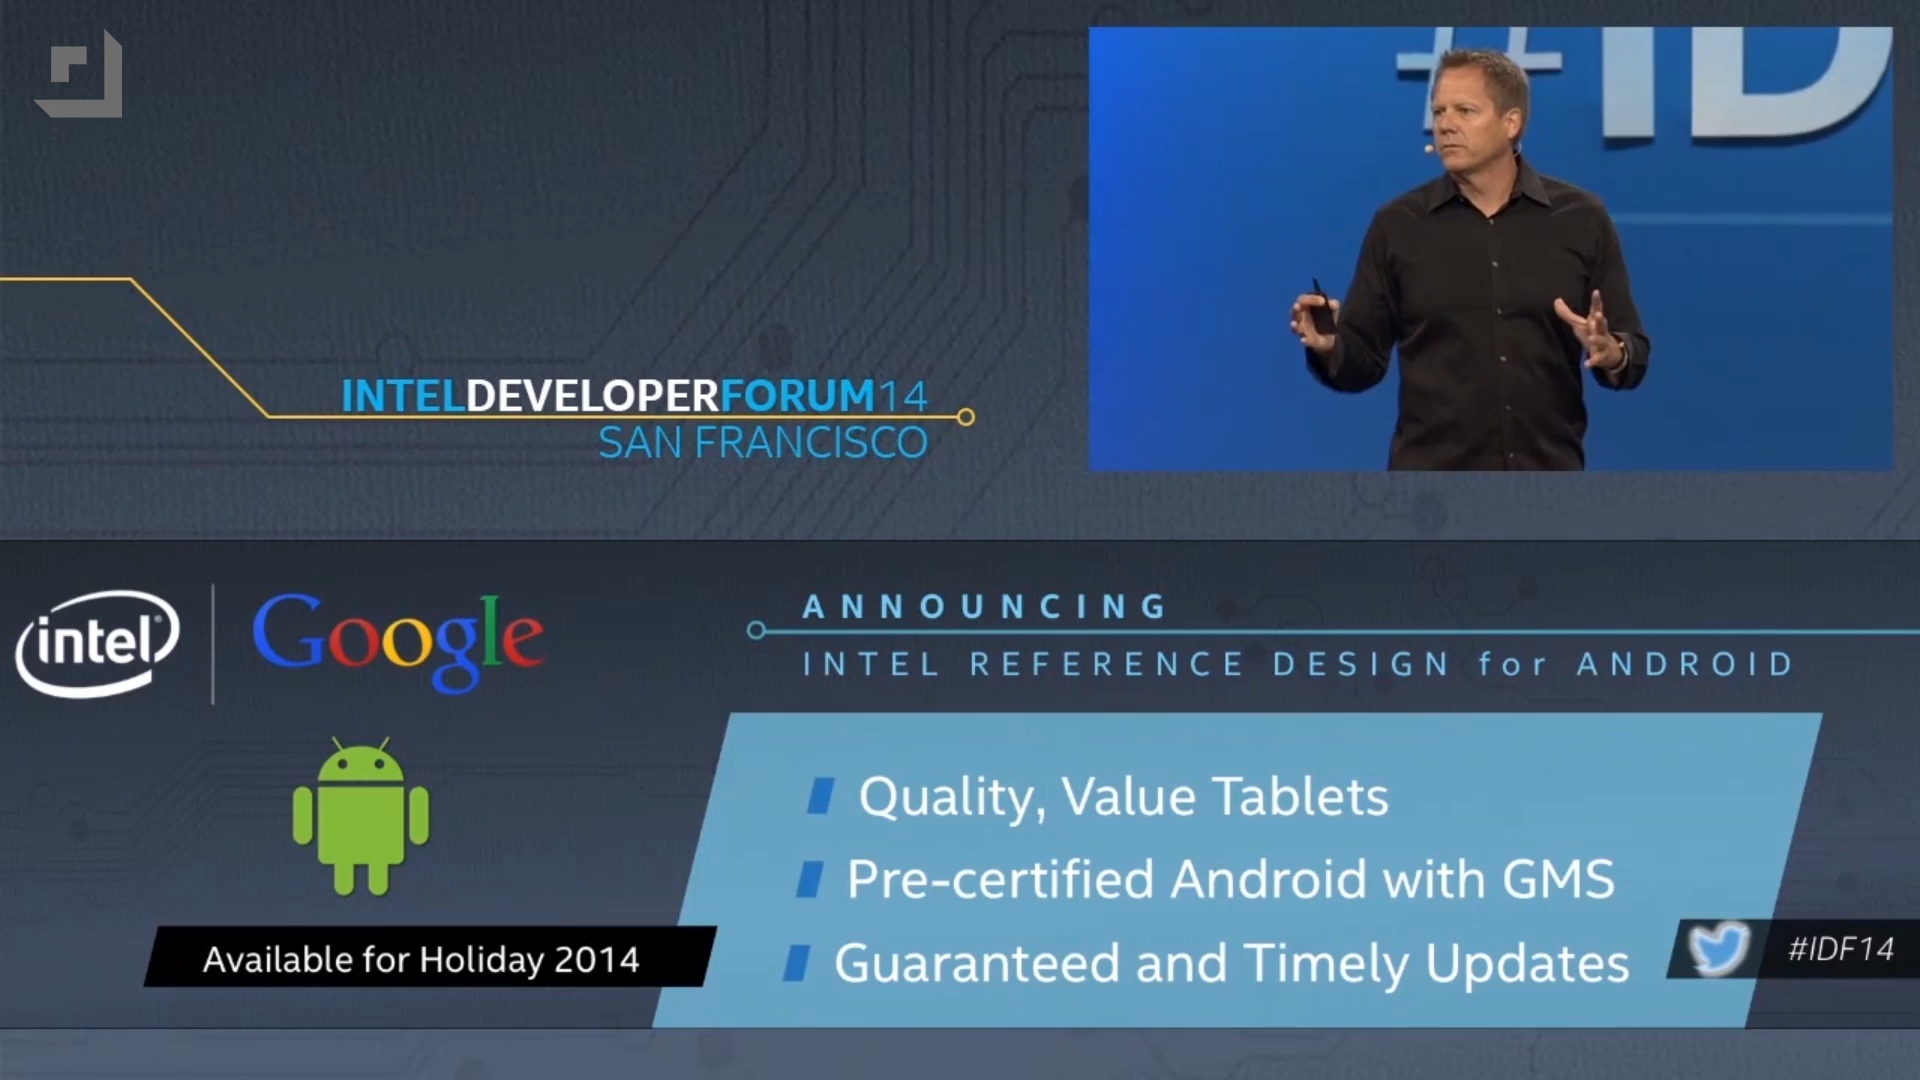 #ID
INTELDEVELOPERFORUM14
SAN FRANCISCO
intel®
Google
ANNOUNCING
INTEL REFERENCE DESIGN for ANDROID
Quality, Value Tablets
Pre-certified Android with GMS
Guaranteed and Timely Updates
Available for Holiday 2014
#IDF14